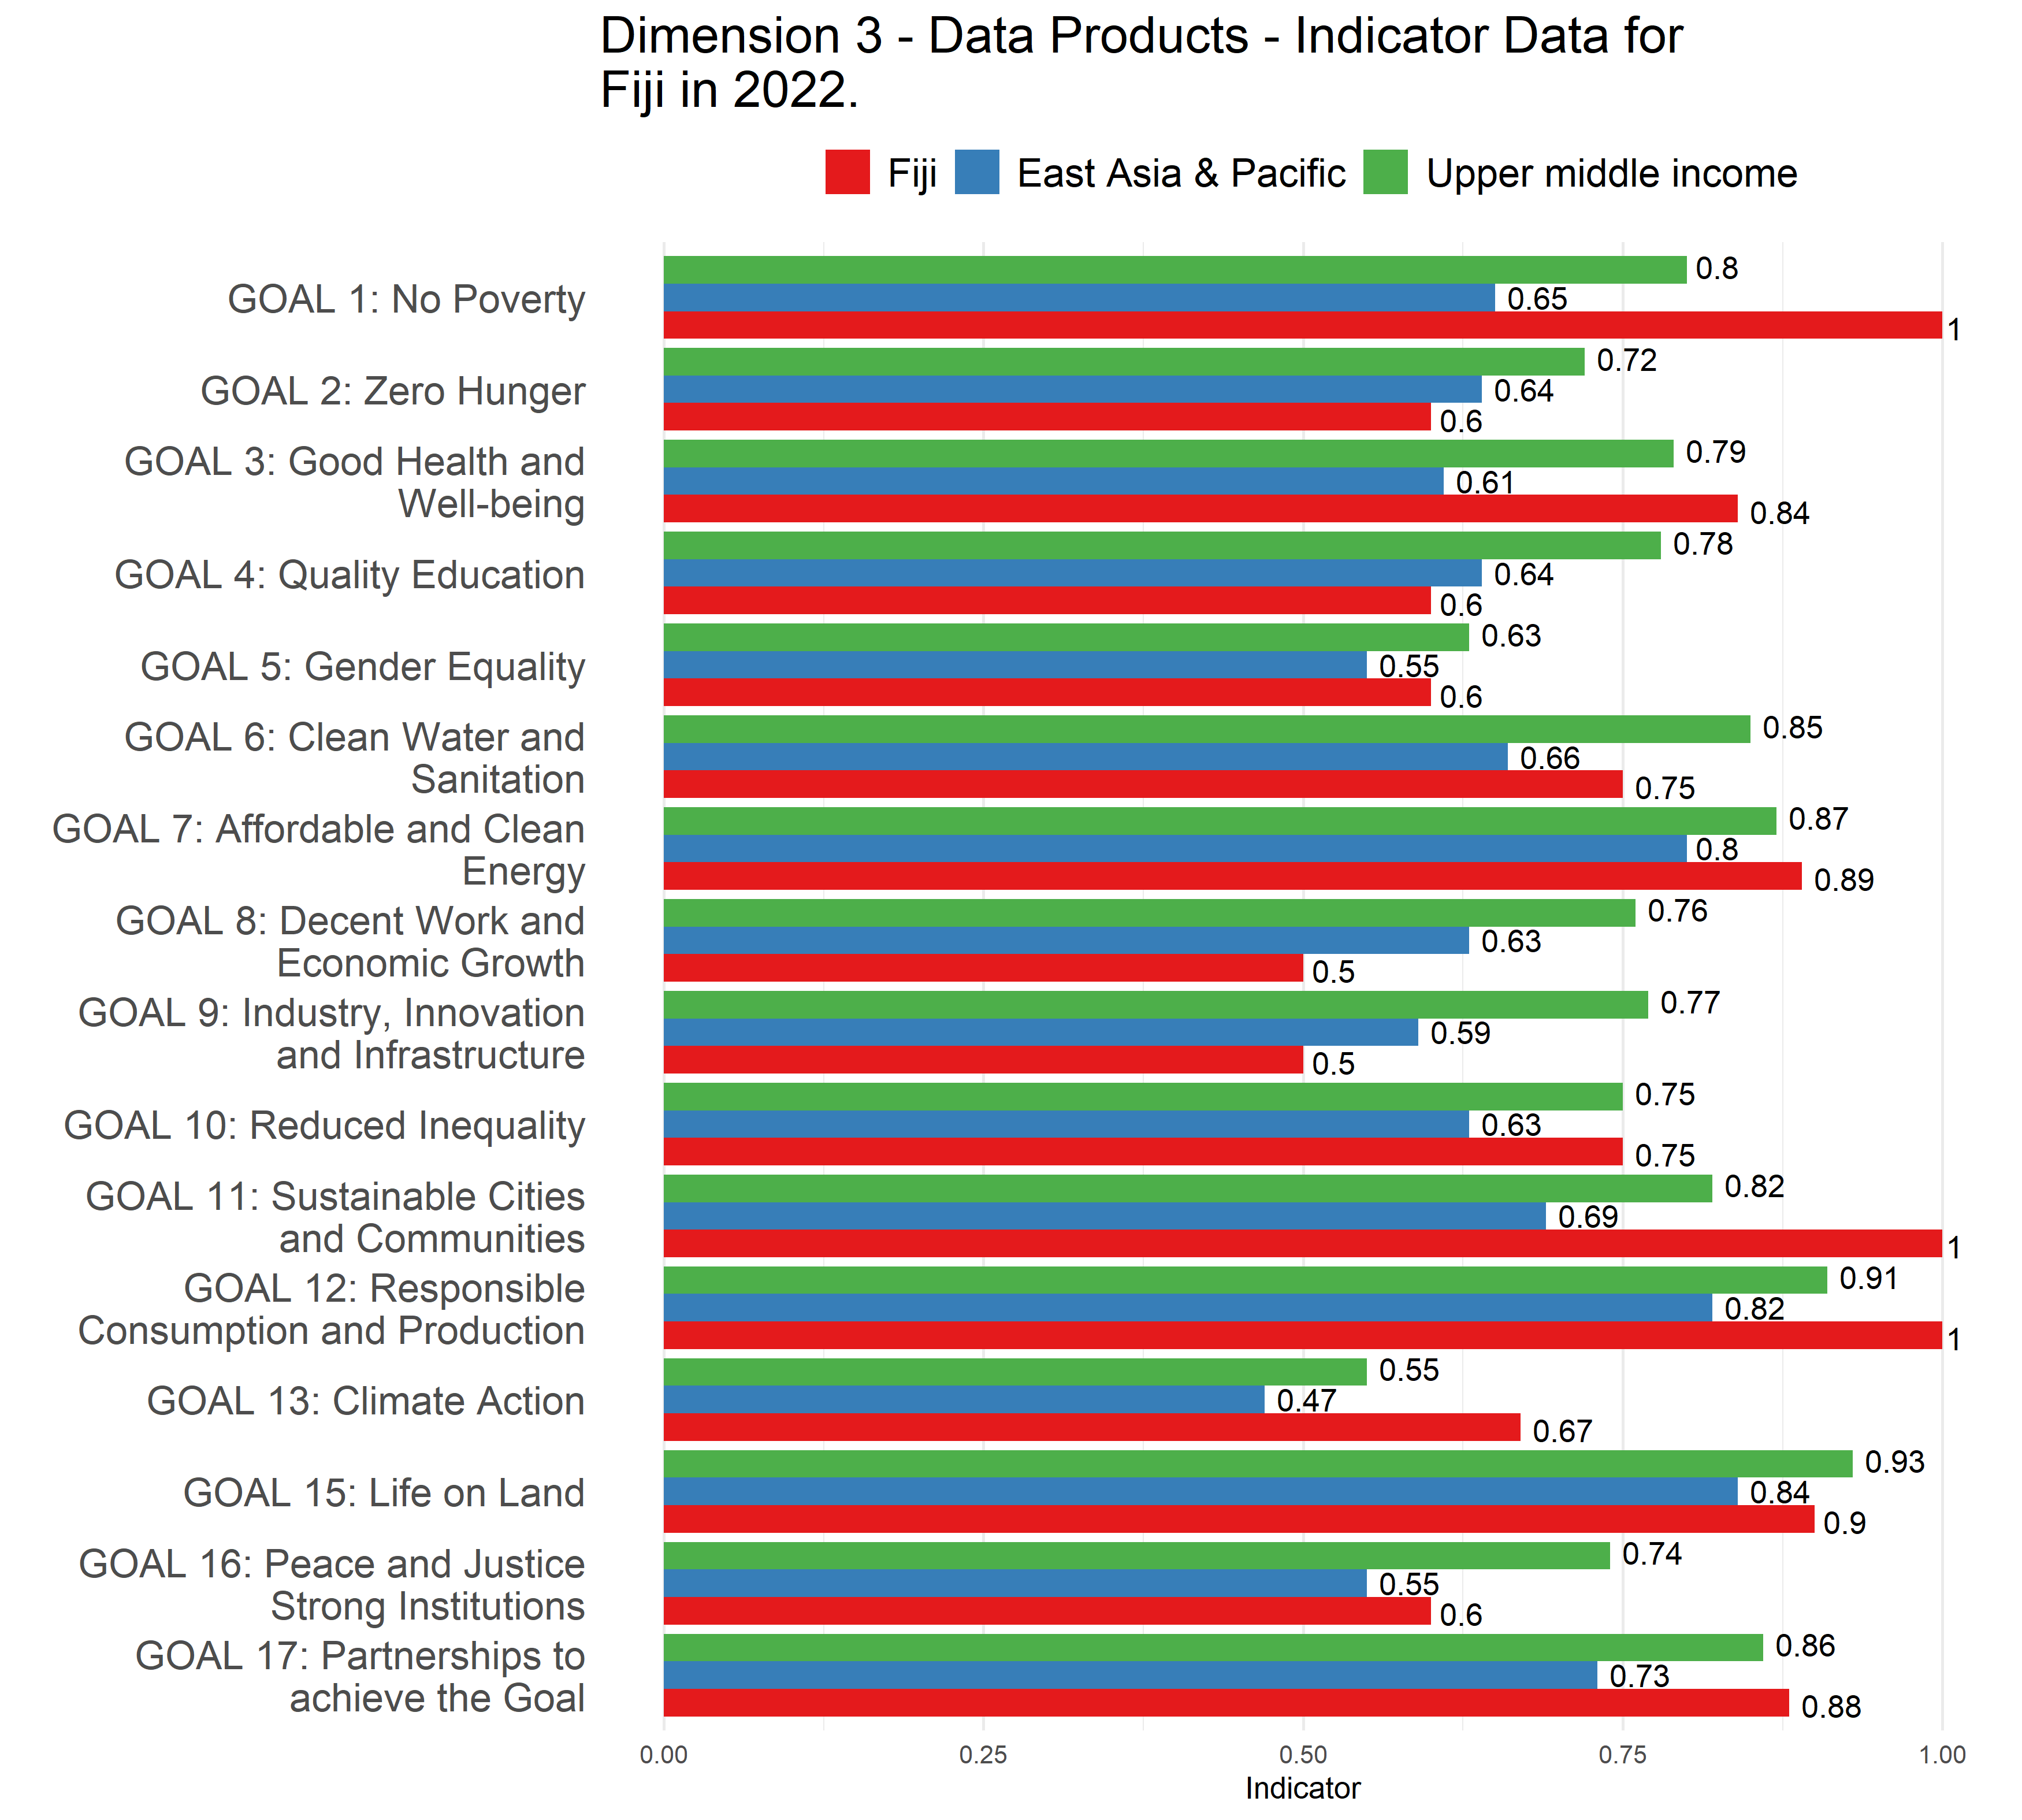 Dimension 3 - Data Products - Indicator Data for
Fiji in 2022.
Fiji East Asia & Pacific Upper middle income
GOAL 1: No Poverty
0.8
0.65
1
GOAL 2: Zero Hunger
0.72
0.64
0.6
GOAL 3: Good Health and
Well-being
0.79
0.61
0.84
GOAL 4: Quality Education
0.78
0.64
0.6
GOAL 5: Gender Equality
0.63
0.55
0.6
GOAL 6: Clean Water and
Sanitation
0.85
0.66
0.75
GOAL 7: Affordable and Clean
Energy
0.87
0.8
0.89
GOAL 8: Decent Work and
Economic Growth
0.76
0.63
0.5
GOAL 9: Industry, Innovation
and Infrastructure
0.77
0.59
0.5
GOAL 10: Reduced Inequality
0.75
0.63
0.75
GOAL 11: Sustainable Cities
and Communities
0.82
0.69
1
GOAL 12: Responsible
Consumption and Production
0.91
0.82
1
GOAL 13: Climate Action
0.55
0.47
0.67
GOAL 15: Life on Land
0.93
0.84
0.9
GOAL 16: Peace and Justice
Strong Institutions
0.74
0.55
0.6
GOAL 17: Partnerships to
achieve the Goal
0.86
0.73
0.88
0.00 0.25 0.50 0.75 1.00
Indicator